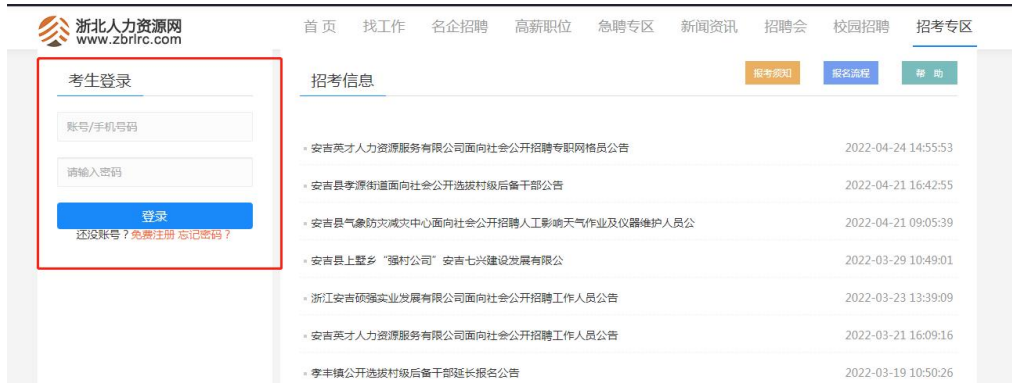 浙北人力资源网
www.zbrlrc.com
首 页 找工作 名企招聘 高薪职位 急聘专区 新闻资讯 招聘会 校园招聘 招考专区
考生登录
账号/手机号码
请输入密码
登录
还没账号？免费注册 忘记密码？
招考信息
报考须知 报名流程 帮 助
安吉英才人力资源服务有限公司面向社会公开招聘专职网格员公告 2022-04-24 14:55:53
安吉县孝源街道面向社会公开选拔村级后备干部公告 2022-04-21 16:42:55
安吉县气象防灾减灾中心面向社会公开招聘人工影响天气作业及仪器维护人员公 2022-04-21 09:05:39
安吉县上墅乡“强村公司”安吉七兴建设发展有限公 2022-03-29 10:49:01
浙江安吉硕强实业发展有限公司面向社会公开招聘工作人员公告 2022-03-23 13:39:09
安吉英才人力资源服务有限公司面向社会公开招聘工作人员公告 2022-03-21 16:09:16
孝丰镇公开选拔村级后备干部延长报名公告 2022-03-19 10:50:26